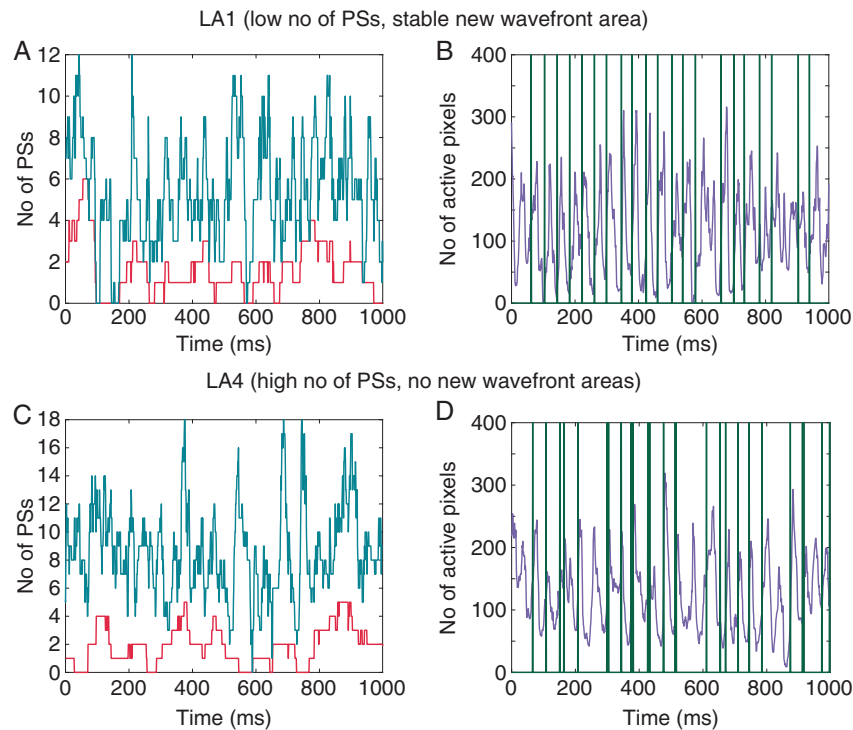 LA1 (low no of PSs, stable new wavefront area)
A
No of PSs
12
10
8
6
4
2
0
0 200 400 600 800 1000
Time (ms)
B
No of active pixels
400
300
200
100
0
0 200 400 600 800 1000
Time (ms)
LA4 (high no of PSs, no new wavefront areas)
C
No of PSs
18
16
14
12
10
8
6
4
2
0
0 200 400 600 800 1000
Time (ms)
D
No of active pixels
400
300
200
100
0
0 200 400 600 800 1000
Time (ms)